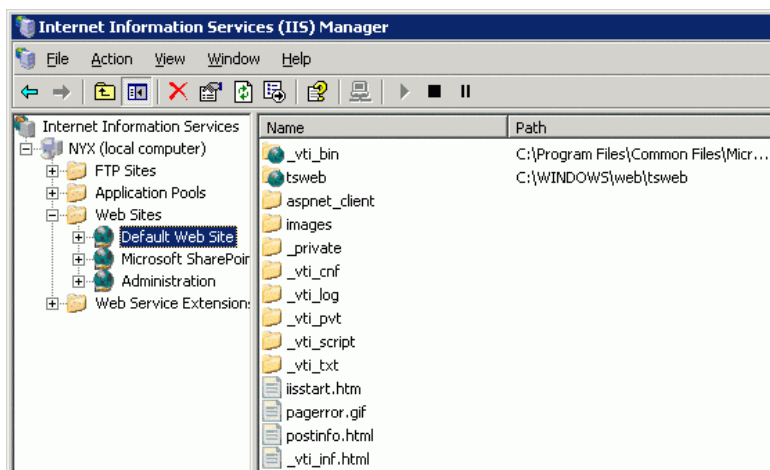 Internet Information Services (IIS) Manager
File Action View Window Help
Internet Information Services
NYX (local computer)
FTP Sites
Application Pools
Web Sites
Default Web Site
Microsoft SharePoir
Administration
Web Service Extension:
Name Path
_vti_bin C:\Program Files\Common Files\Micr...
tsweb C:\WINDOWS\web\tsweb
aspnet_client
images
_private
_vti_cnf
_vti_log
_vti_pvt
_vti_script
_vti_txt
iisstart.htm
pagerror.gif
postinfo.html
_vti_inf.html